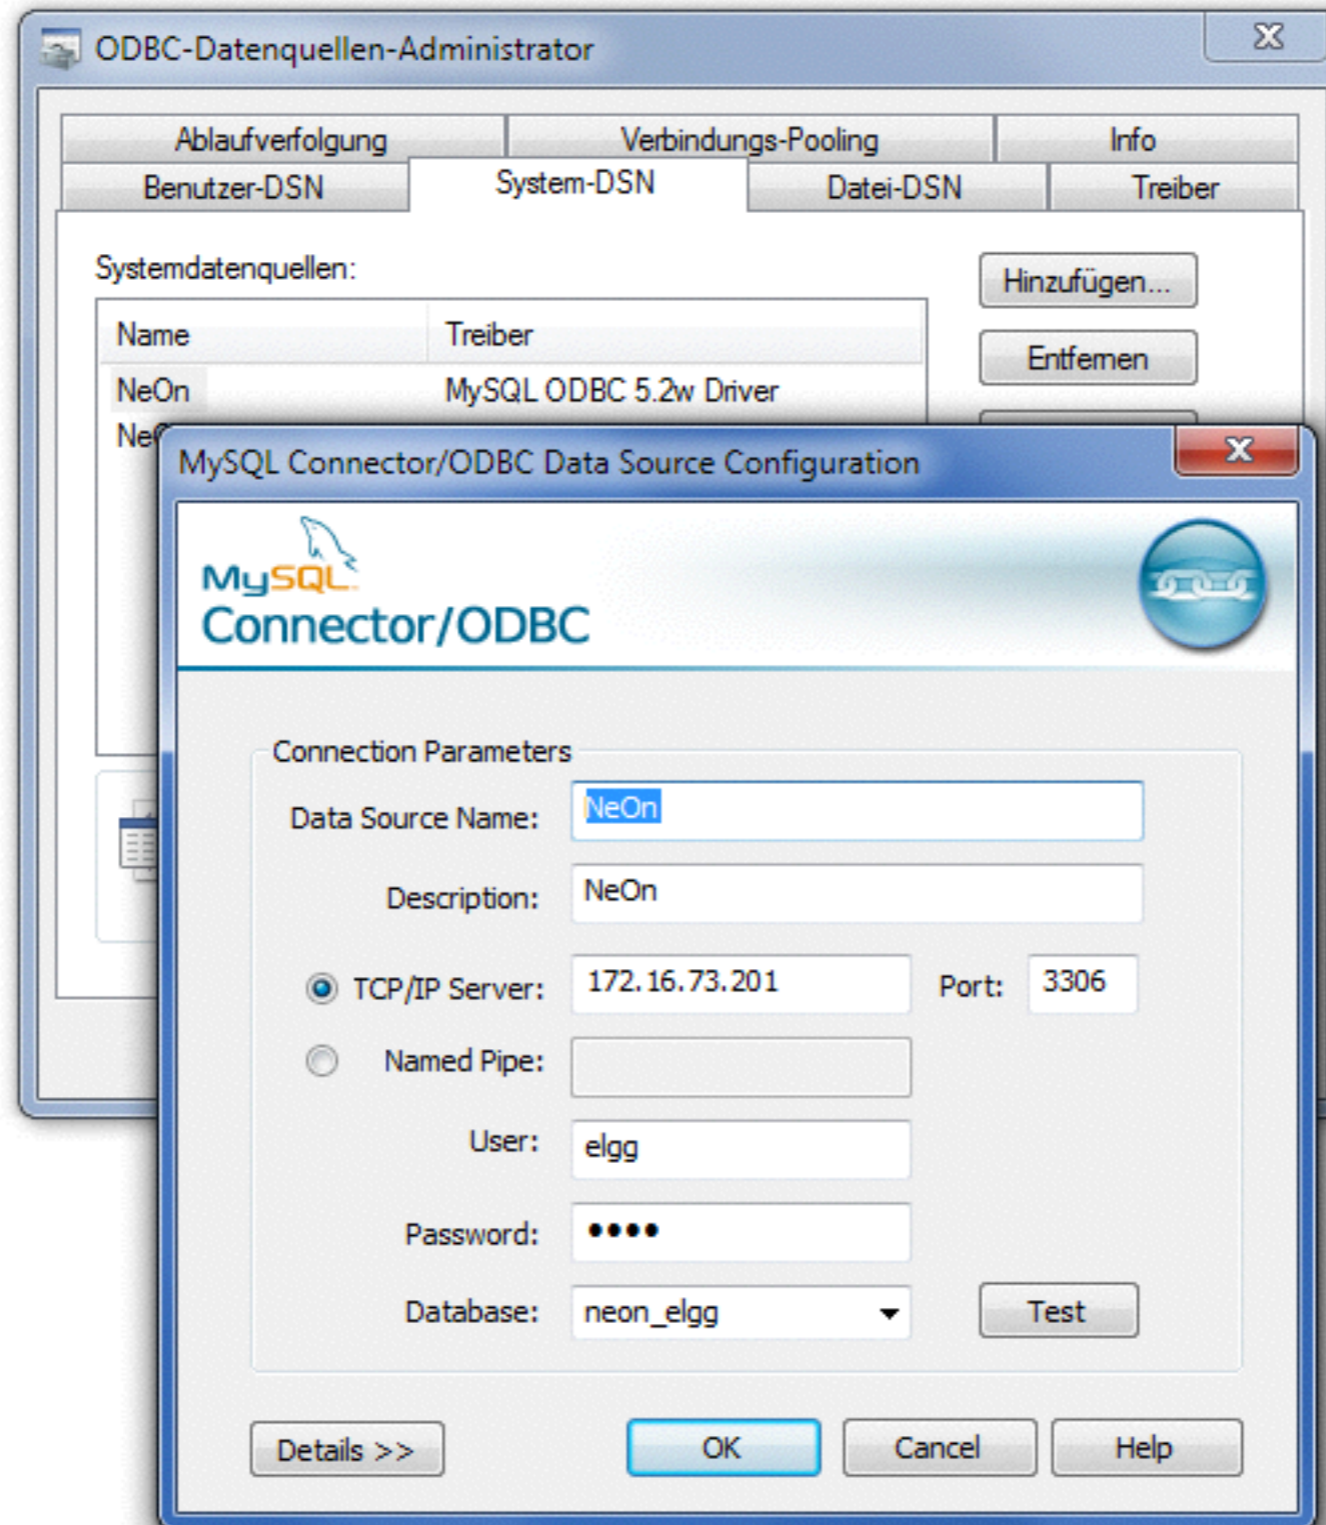 ODBC-Datenquellen-Administrator
Ablaufverfolgung Verbindungs-Pooling Info
Benutzer-DSN System-DSN Datei-DSN Treiber
Systemdatenquellen:
Hinzufügen...
Name Treiber
Entfernen
NeOn MySQL ODBC 5.2w Driver
MySQL Connector/ODBC Data Source Configuration
MySQL
Connector/ODBC
Connection Parameters
Data Source Name: NeOn
Description: NeOn
TCP/IP Server: 172.16.73.201 Port: 3306
Named Pipe:
User: elgg
Password: ••••
Database: neon_elgg Test
Details >> OK Cancel Help